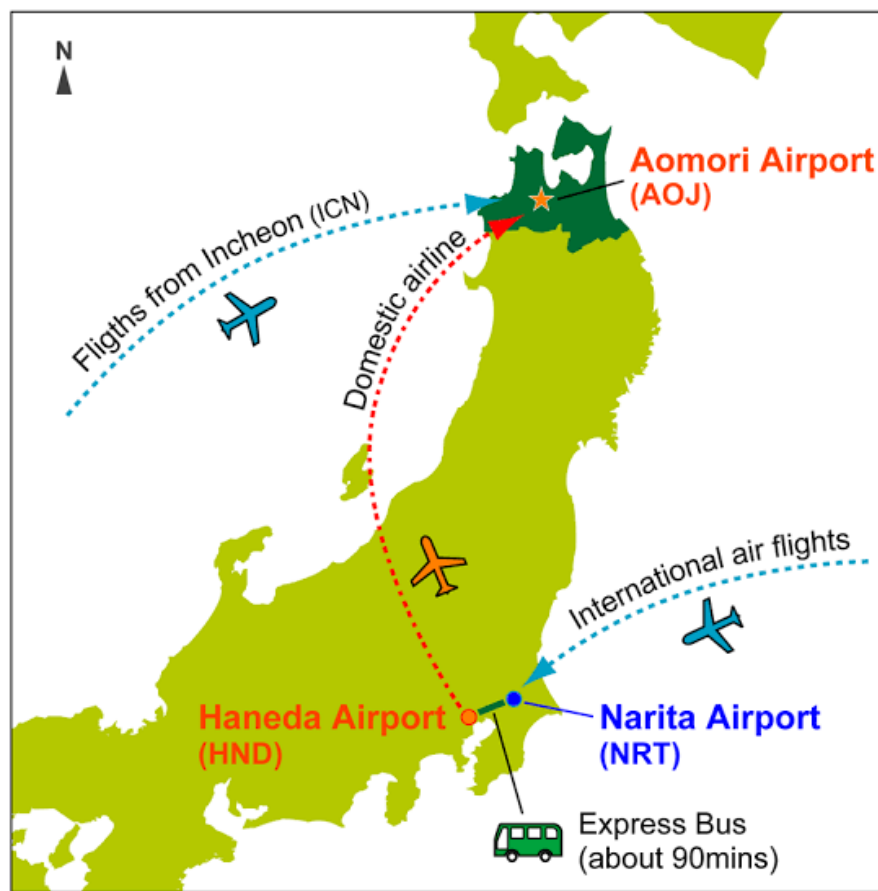 N
Aomori Airport
(AOJ)
Fligths from Incheon (ICN)
Domestic airline
International air flights
Haneda Airport
(HND)
Narita Airport
(NRT)
Express Bus
(about 90mins)